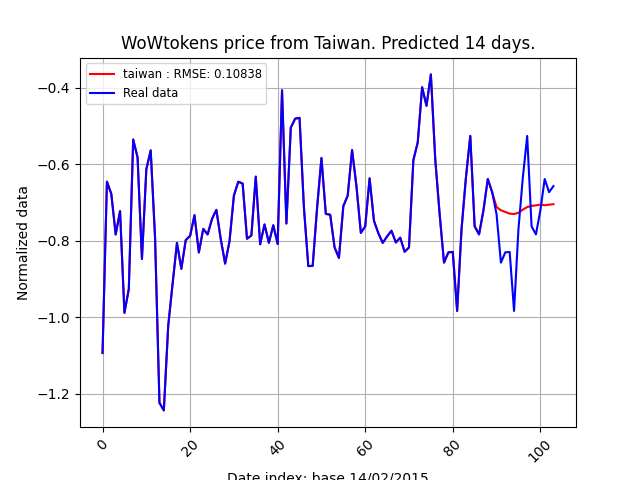 WoWtokens price from Taiwan. Predicted 14 days.
taiwan : RMSE: 0.10838
Real data
−0.4
−0.6
−0.8
−1.0
−1.2
Normalized data
0
20
40
60
80
100
Date index: base 14/02/2015